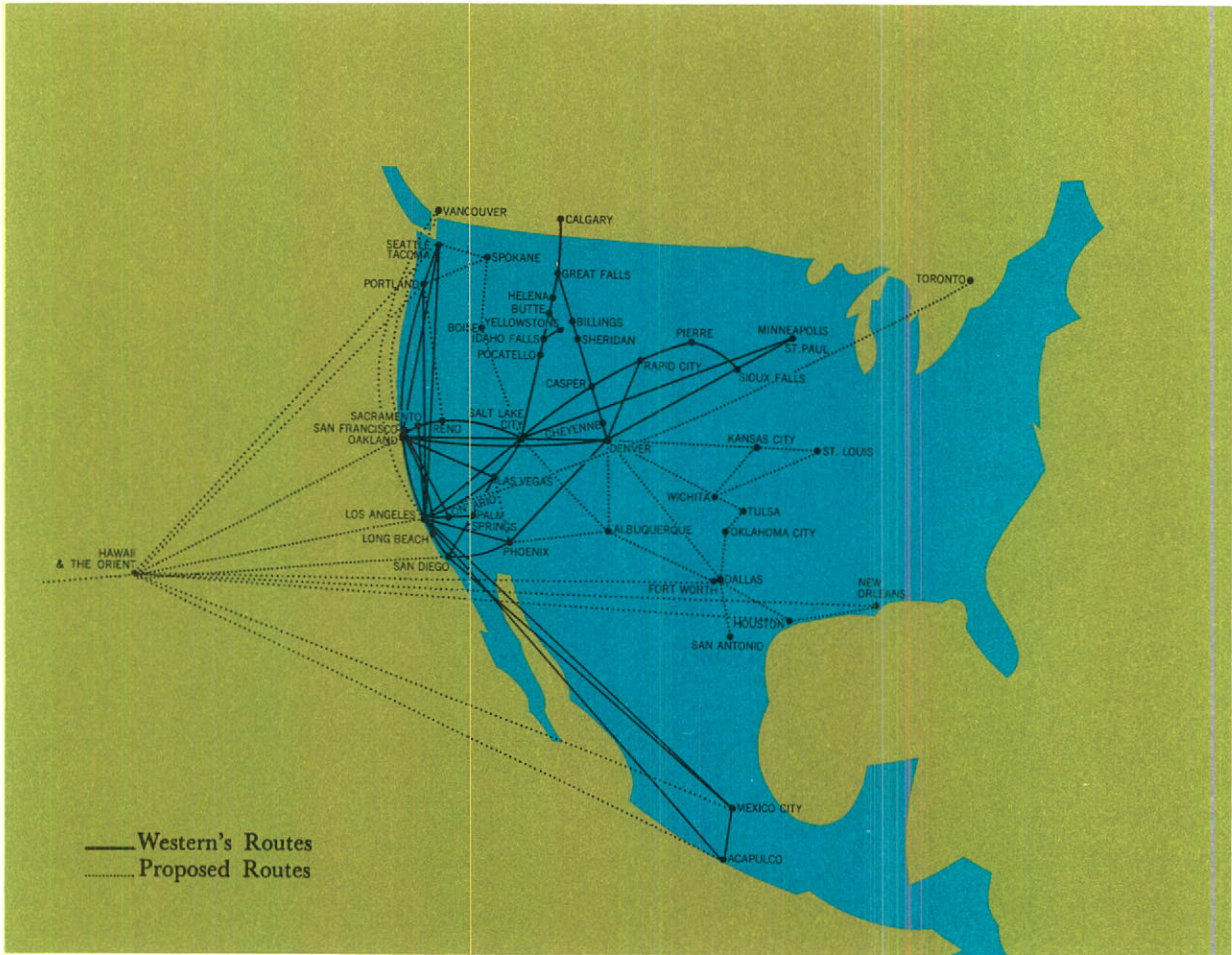 VANCOUVER
CALGARY
SEATTLE
TACOMA
SPOKANE
GREAT FALLS
TORONTO
PORTLAND
HELENA
BUTTE
BOISE
YELLOWSTONE
BILLINGS
IDAHO FALLS
SHERIDAN
PIERRE
MINNEAPOLIS
ST. PAUL
POCATELLO
RAPID CITY
SIOUX FALLS
CASPER
SACRAMENTO
SALT LAKE
CITY
SAN FRANCISCO
OAKLAND
RENO
CHEYENNE
DENVER
KANSAS CITY
ST. LOUIS
LAS VEGAS
WICHITA
ONTARIO
LOS ANGELES
PALM
SPRINGS
TULSA
LONG BEACH
ALBUQUERQUE
OKLAHOMA CITY
PHOENIX
HAWAII
& THE ORIENT
SAN DIEGO
DALLAS
FORT WORTH
NEW
ORLEANS
HOUSTON
SAN ANTONIO
MEXICO CITY
ACAPULCO
Western's Routes
Proposed Routes